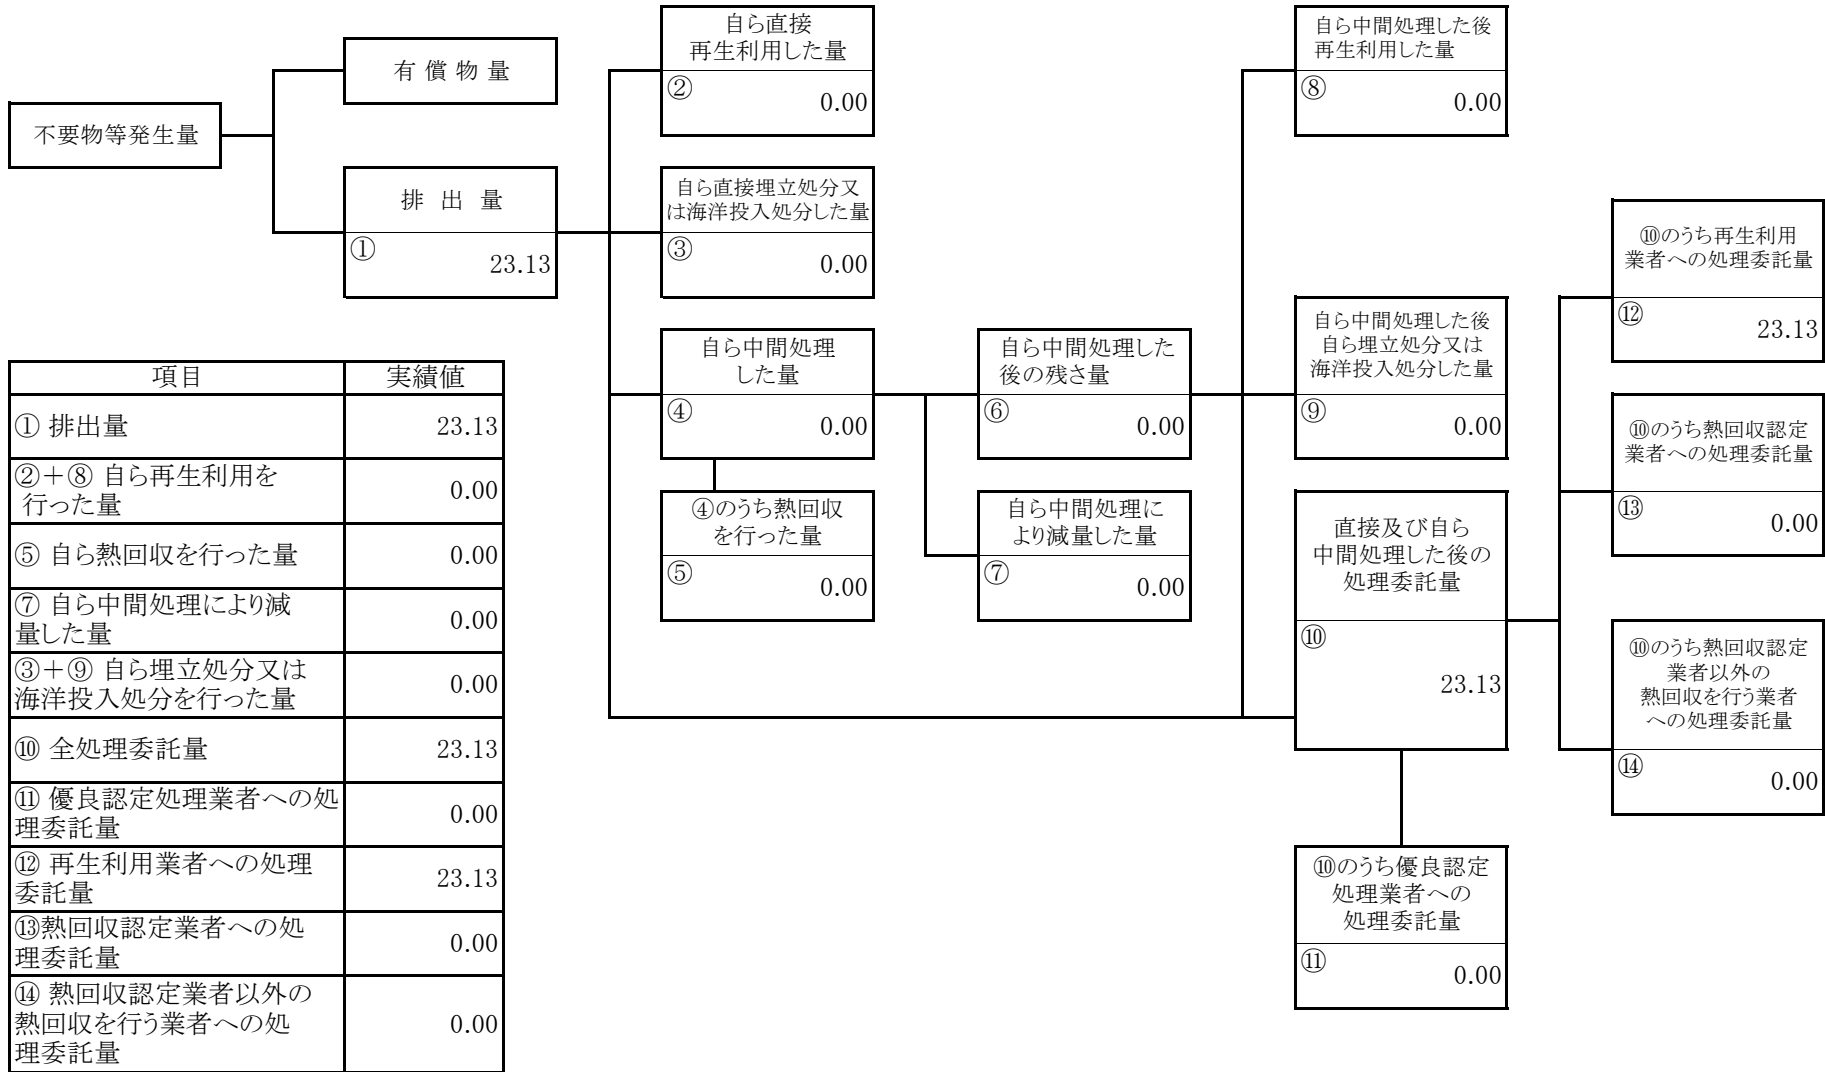 不要物等発生量
有 償 物 量
排 出 量
①
23.13
自ら直接
再生利用した量
②
0.00
自ら直接埋立処分又
は海洋投入処分した量
③
0.00
自ら中間処理
した量
④
0.00
④のうち熱回収
を行った量
⑤
0.00
自ら中間処理した
後の残さ量
⑥
0.00
自ら中間処理に
より減量した量
⑦
0.00
自ら中間処理した後
再生利用した量
⑧
0.00
自ら中間処理した後
自ら埋立処分又は
海洋投入処分した量
⑨
0.00
直接及び自ら
中間処理した後の
処理委託量
⑩
23.13
⑩のうち優良認定
処理業者への
処理委託量
⑪
0.00
⑩のうち再生利用
業者への処理委託量
⑫
23.13
⑩のうち熱回収認定
業者への処理委託量
⑬
0.00
⑩のうち熱回収認定
業者以外の
熱回収を行う業者
への処理委託量
⑭
0.00
項目 実績値
① 排出量 23.13
②+⑧ 自ら再生利用を
行った量 0.00
⑤ 自ら熱回収を行った量 0.00
⑦ 自ら中間処理により減
量した量 0.00
③+⑨ 自ら埋立処分又は
海洋投入処分を行った量 0.00
⑩ 全処理委託量 23.13
⑪ 優良認定処理業者への処
理委託量 0.00
⑫ 再生利用業者への処理
委託量 23.13
⑬熱回収認定業者への処
理委託量 0.00
⑭ 熱回収認定業者以外の
熱回収を行う業者への処
理委託量 0.00